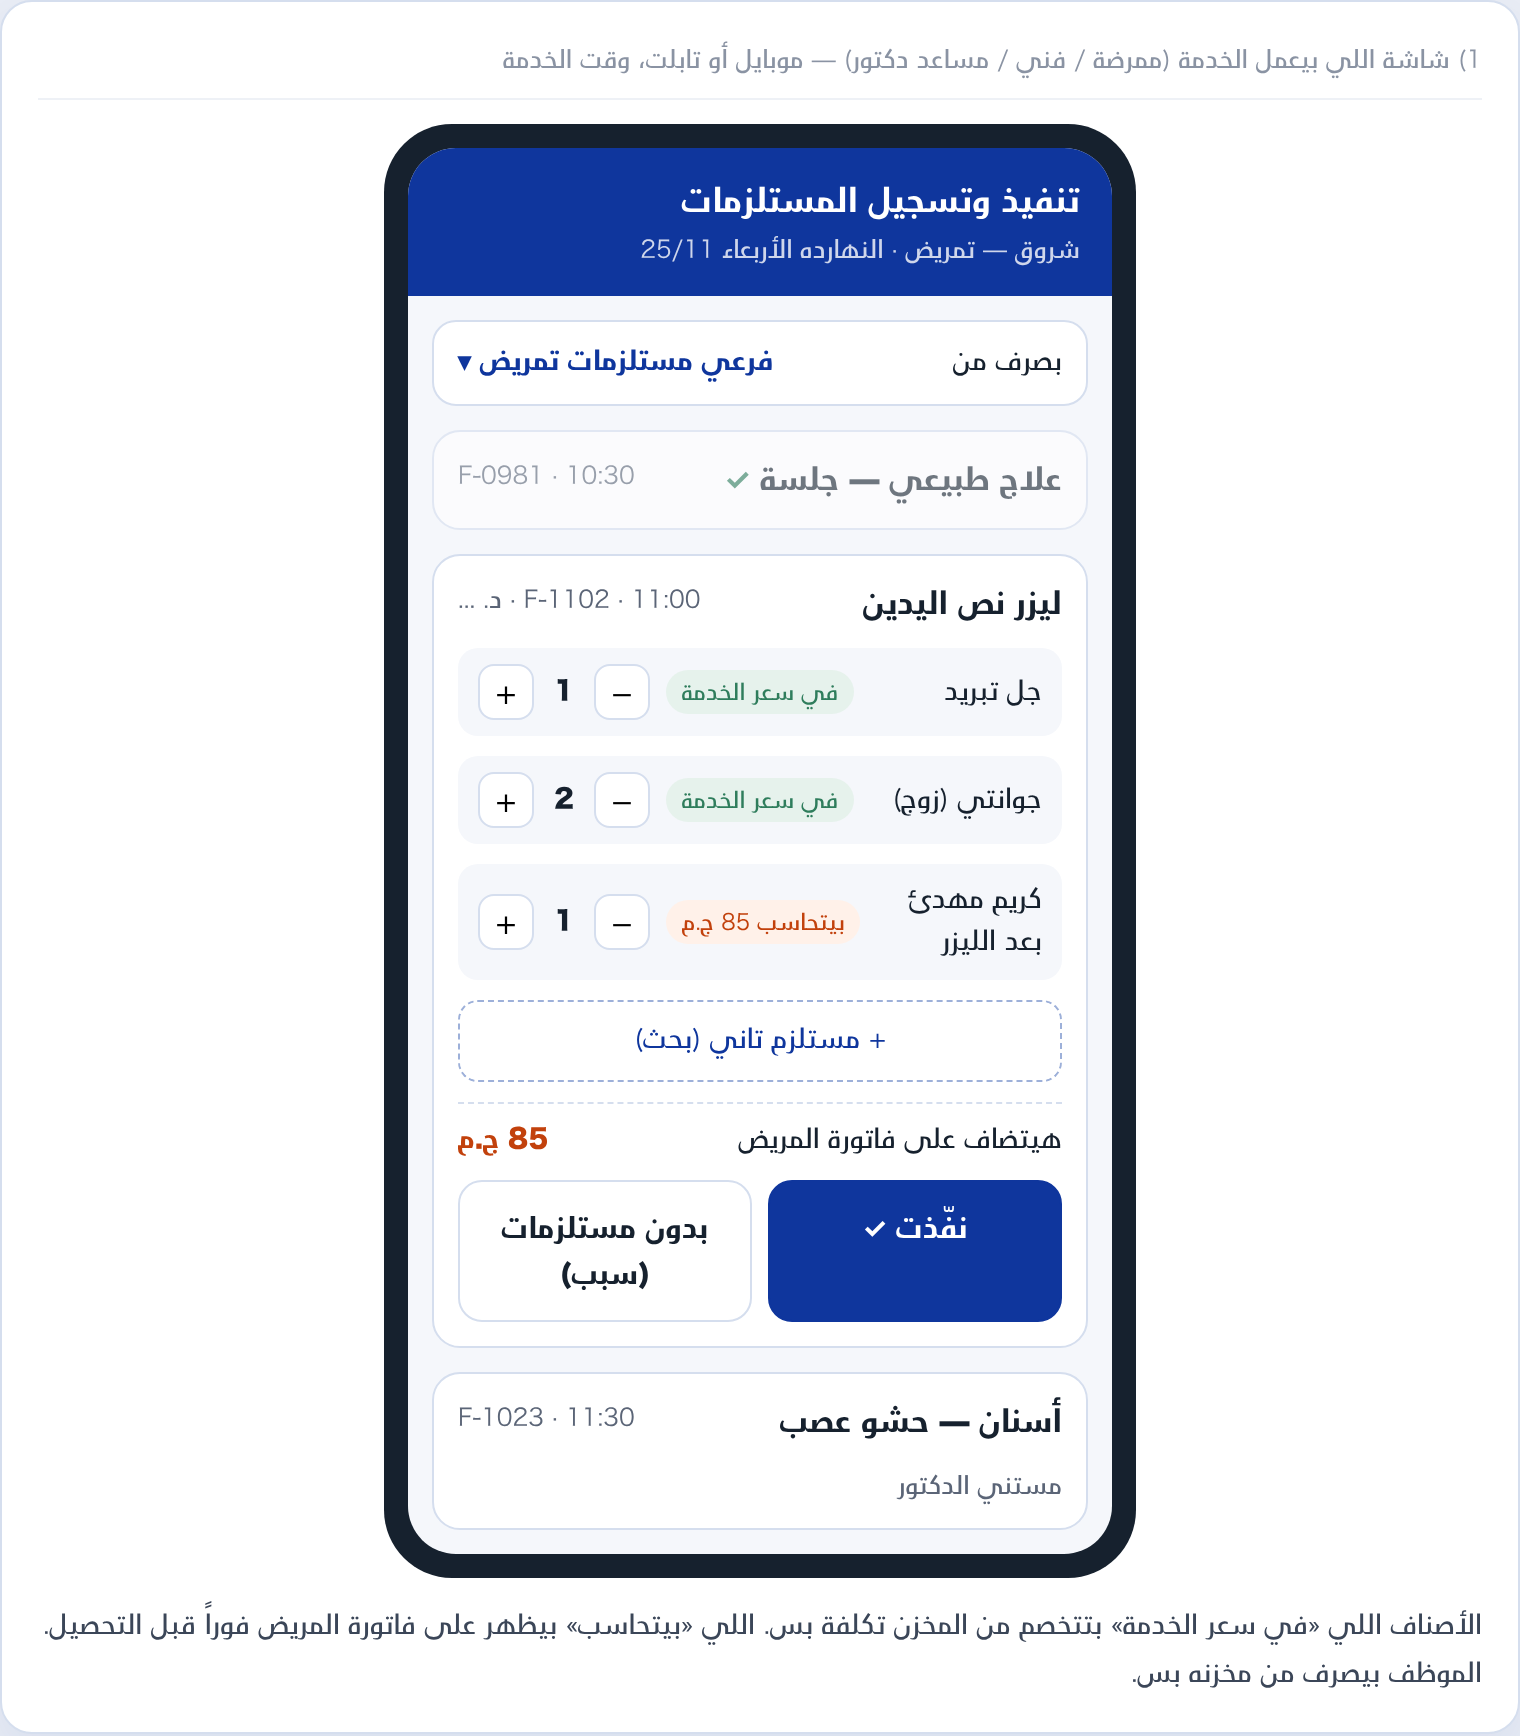 1) شاشة اللي بيعمل الخدمة (ممرضة / فني / مساعد دكتور) — موبايل أو تابلت، وقت الخدمة
تنفيذ وتسجيل المستلزمات
شروق — تمريض · النهارده الأربعاء 25/11
بصرف من فرعي مستلزمات تمريض ▾
علاج طبيعي — جلسة ✓ F-0981 · 10:30
ليزر نص اليدين F-1102 · 11:00 · د. ...
جل تبريد في سعر الخدمة − 1 +
جوانتي (زوج) في سعر الخدمة − 2 +
كريم مهدئ
بعد الليزر بيتحاسب 85 ج.م − 1 +
+ مستلزم تاني (بحث)
هيتضاف على فاتورة المريض 85 ج.م
نفّذت ✓
بدون مستلزمات
(سبب)
أسنان — حشو عصب F-1023 · 11:30
مستني الدكتور
الأصناف اللي «في سعر الخدمة» بتتخصم من المخزن تكلفة بس. اللي «بيتحاسب» بيظهر على فاتورة المريض فوراً قبل التحصيل.
الموظف بيصرف من مخزنه بس.